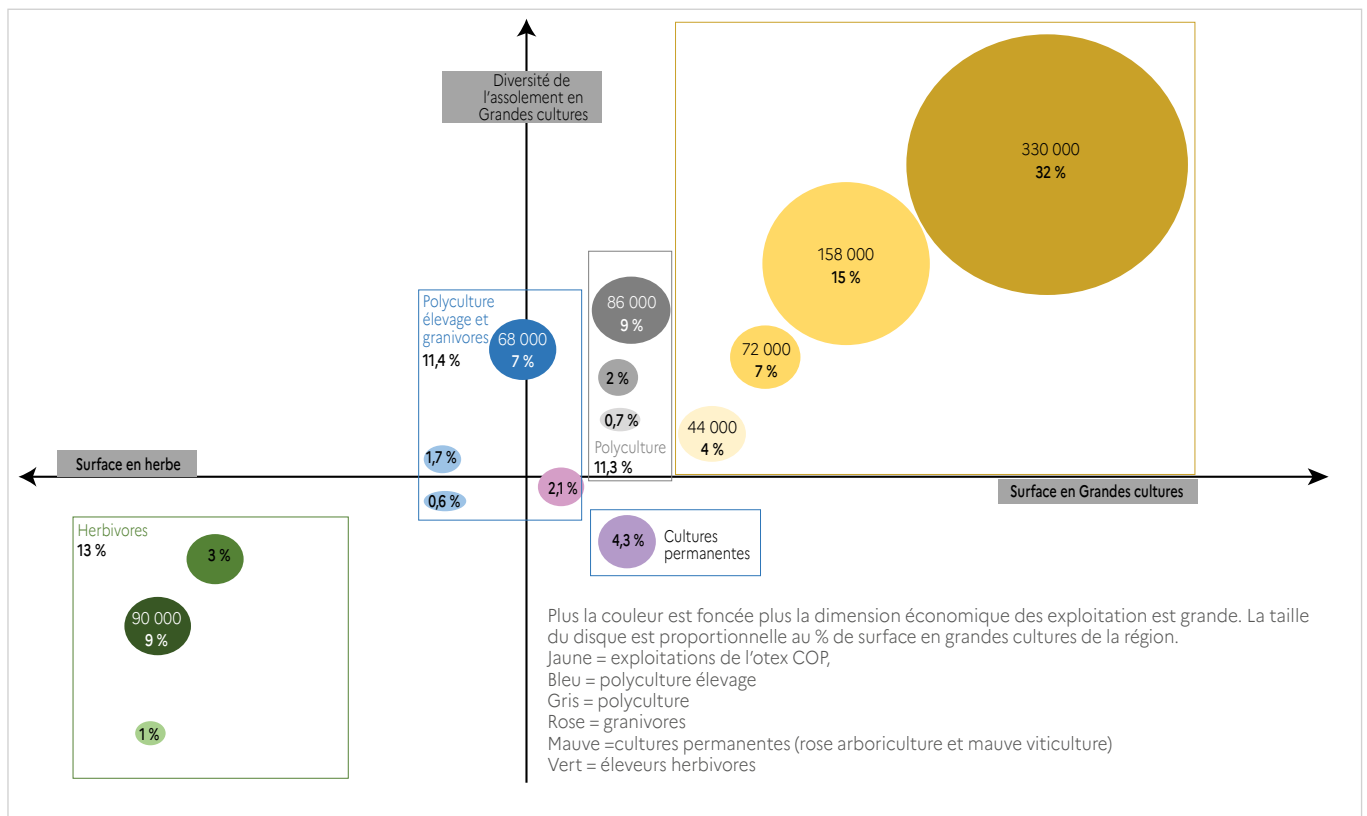 Diversité de
l'assolement en
Grandes cultures
330 000
32 %
158 000
15 %
72 000
7 %
44 000
4 %
86 000
9 %
2 %
0,7 %
Polyculture
11,3 %
Polyculture
élevage et
granivores
11,4 %
68 000
7 %
1,7 %
0,6 %
2,1 %
Surface en herbe
Surface en Grandes cultures
4,3 %
Cultures
permanentes
Herbivores
13 %
3 %
90 000
9 %
1 %
Plus la couleur est foncée plus la dimension économique des exploitation est grande. La taille
du disque est proportionnelle au % de surface en grandes cultures de la région.
Jaune = exploitations de l'otex COP,
Bleu = polyculture élevage
Gris = polyculture
Rose = granivores
Mauve =cultures permanentes (rose arboriculture et mauve viticulture)
Vert = éleveurs herbivores